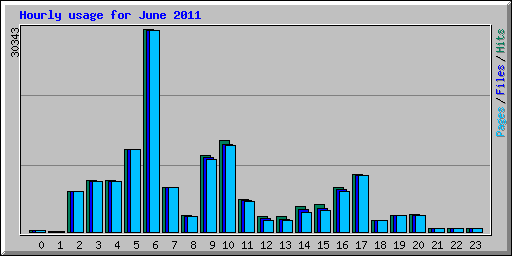 Hourly usage for June 2011
30343
Pages / Files / Hits
0 1 2 3 4 5 6 7 8 9 10 11 12 13 14 15 16 17 18 19 20 21 22 23